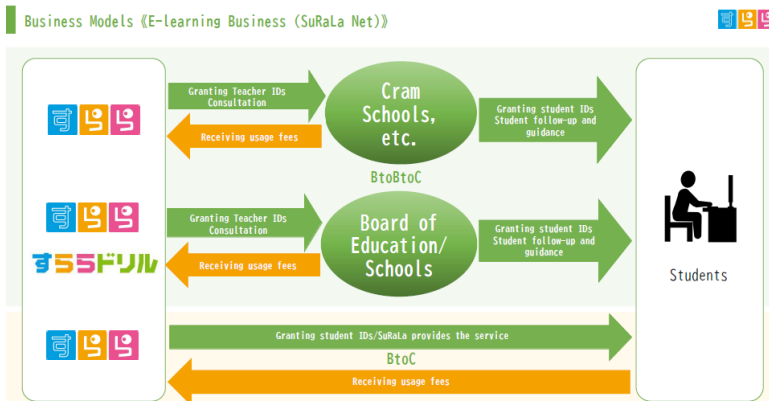 Business Models 《E-learning Business (SuRaLa Net)》
すらら
すらら
Granting Teacher IDs
Consultation
Receiving usage fees
Cram
Schools,
etc.
Granting student IDs
Student follow-up and
guidance
BtoBtoC
すらら
すららドリル
Granting Teacher IDs
Consultation
Receiving usage fees
Board of
Education/
Schools
Granting student IDs
Student follow-up and
guidance
Students
すらら
Granting student IDs/SuRaLa provides the service
BtoC
Receiving usage fees